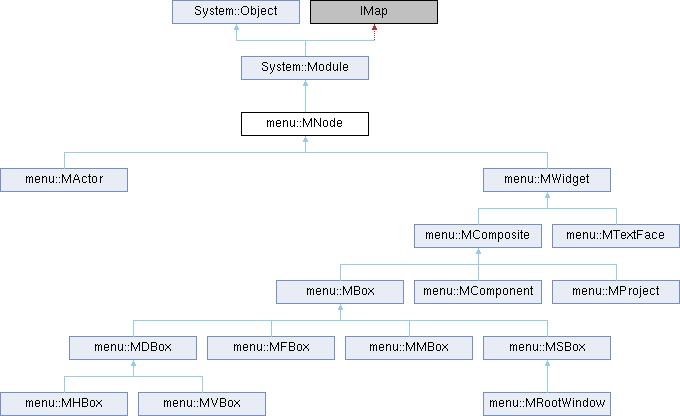 System::Object
IMap
System::Module
menu::MNode
menu::MActor
menu::MWidget
menu::MComposite
menu::MTextFace
menu::MBox
menu::MComponent
menu::MProject
menu::MDBox
menu::MFBox
menu::MMBox
menu::MSBox
menu::MHBox
menu::MVBox
menu::MRootWindow